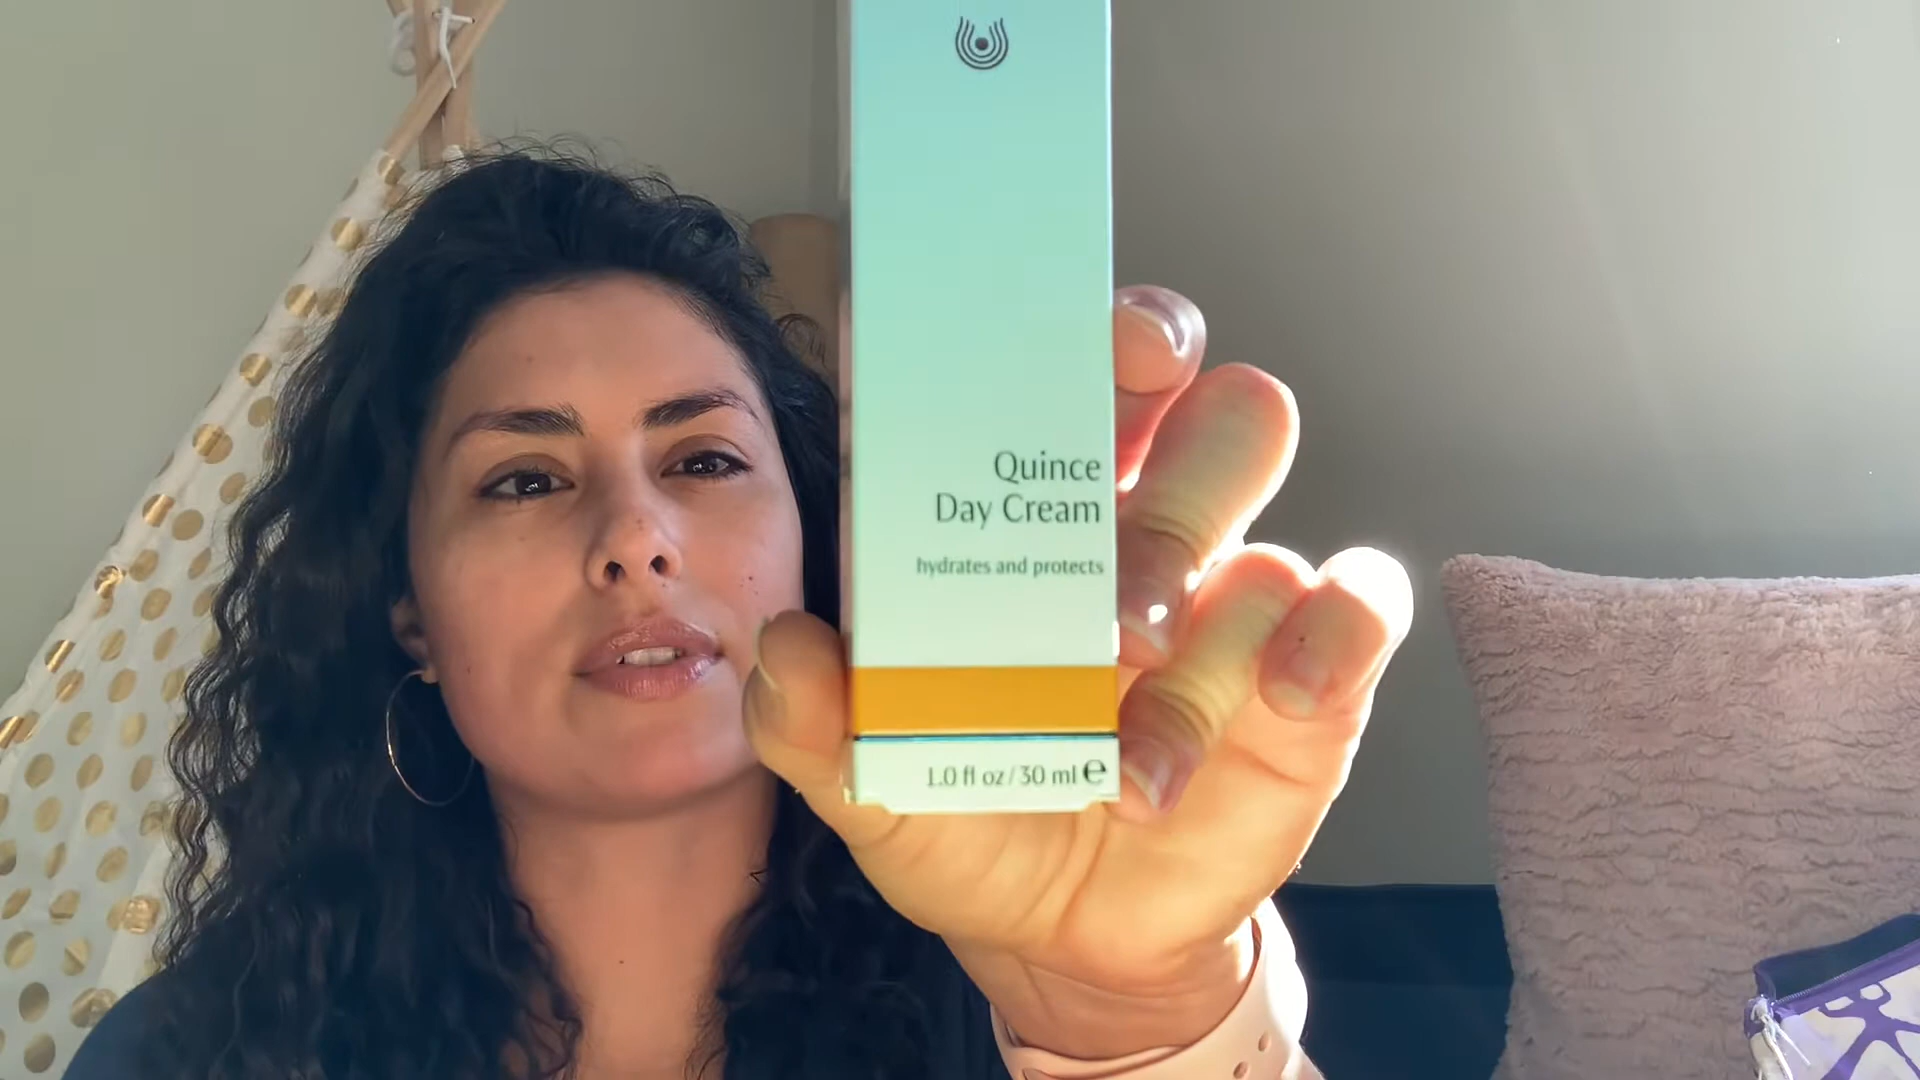 Quince
Day Cream
hydrates and protects
1.0 fl oz/30 ml ℮